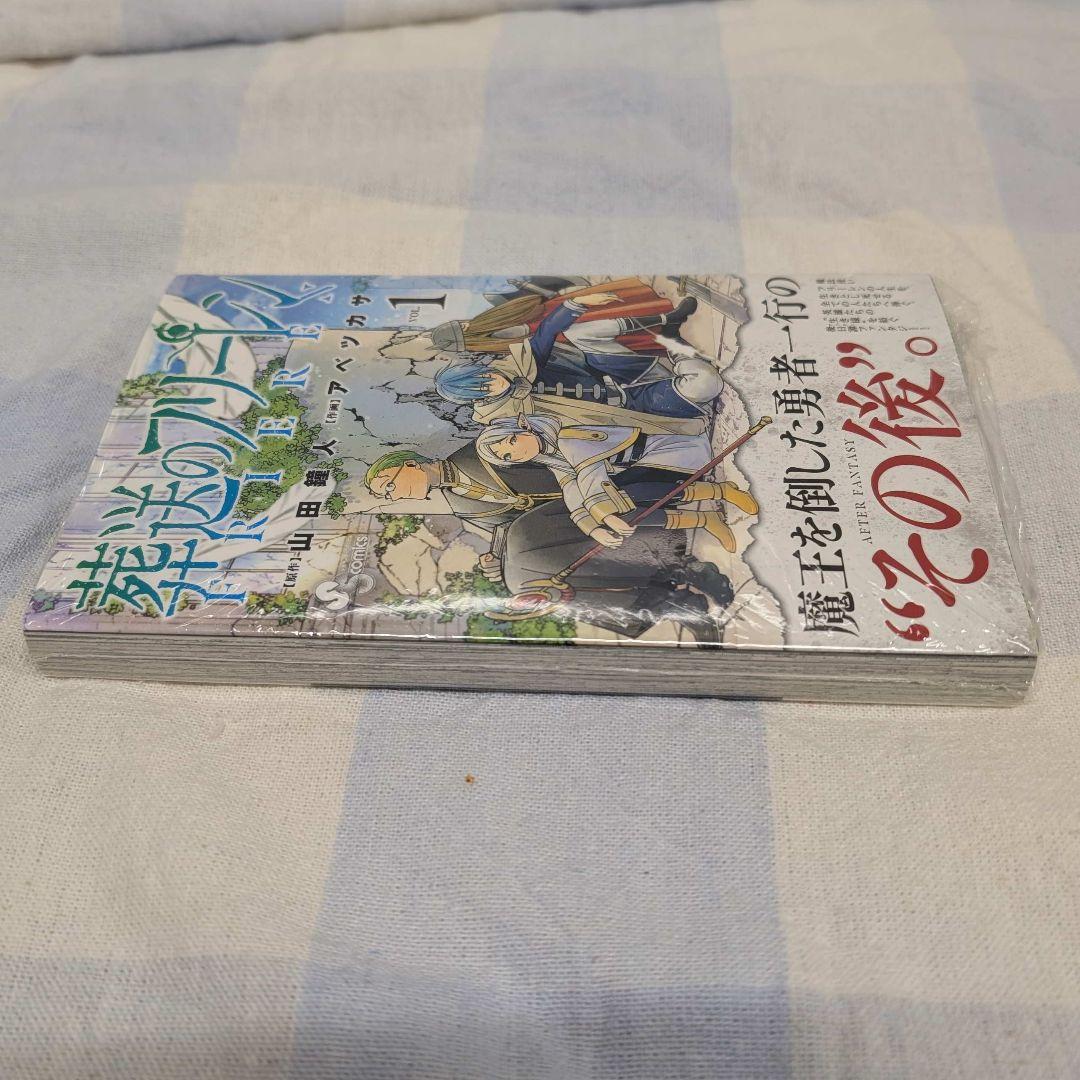 葬送のフリーレン
FRIEREN
VOL.1
[原作]山田鐘人
[作画]アベツカサ
S comics
魔王を倒した勇者一行の
AFTER FANTASY
“その後”。